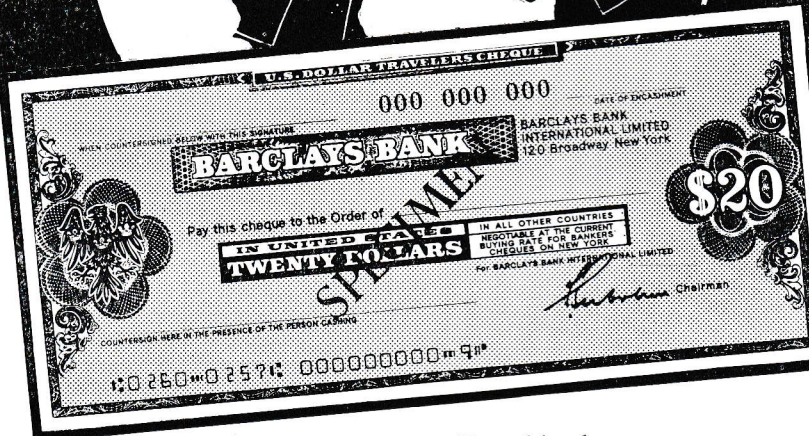 U.S. DOLLAR TRAVELERS CHEQUE
000 000 000
DATE OF ENCASHMENT
WHEN COUNTERSIGNED BELOW WITH THIS SIGNATURE
BARCLAYS BANK
BARCLAYS BANK
INTERNATIONAL LIMITED
120 Broadway New York
$20
Pay this cheque to the Order of
SPECIMEN
IN UNITED STATES
TWENTY DOLLARS
IN ALL OTHER COUNTRIES
NEGOTIABLE AT THE CURRENT
BUYING RATE FOR BANKERS
CHEQUES ON NEW YORK
For BARCLAYS BANK INTERNATIONAL LIMITED
Chairman
COUNTERSIGN HERE IN THE PRESENCE OF THE PERSON CASHING
⑆0260⑈0257⑆ 000000000⑈9⑈